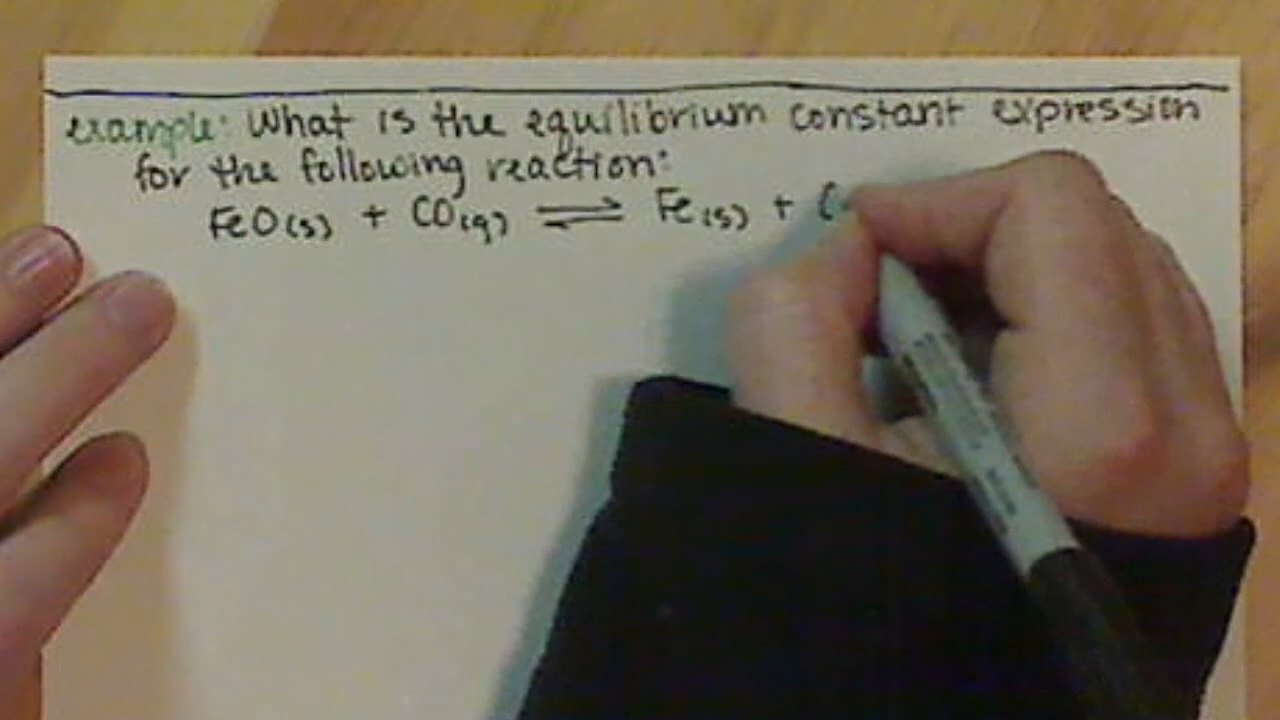 example: What is the equilibrium constant expression
for the following reaction:
FeO(s) + CO(g) ⇌ Fe(s) + C